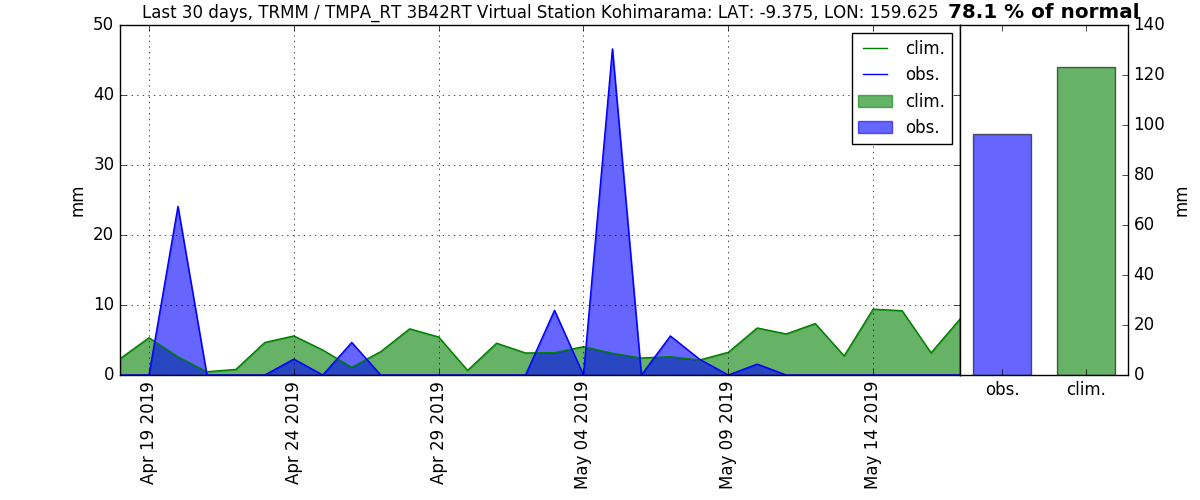 Last 30 days, TRMM / TMPA_RT 3B42RT Virtual Station Kohimarama: LAT: -9.375, LON: 159.625
78.1 % of normal
50
40
30
20
10
0
mm
clim.
obs.
clim.
obs.
Apr 19 2019
Apr 24 2019
Apr 29 2019
May 04 2019
May 09 2019
May 14 2019
140
120
100
80
60
40
20
0
mm
obs.
clim.